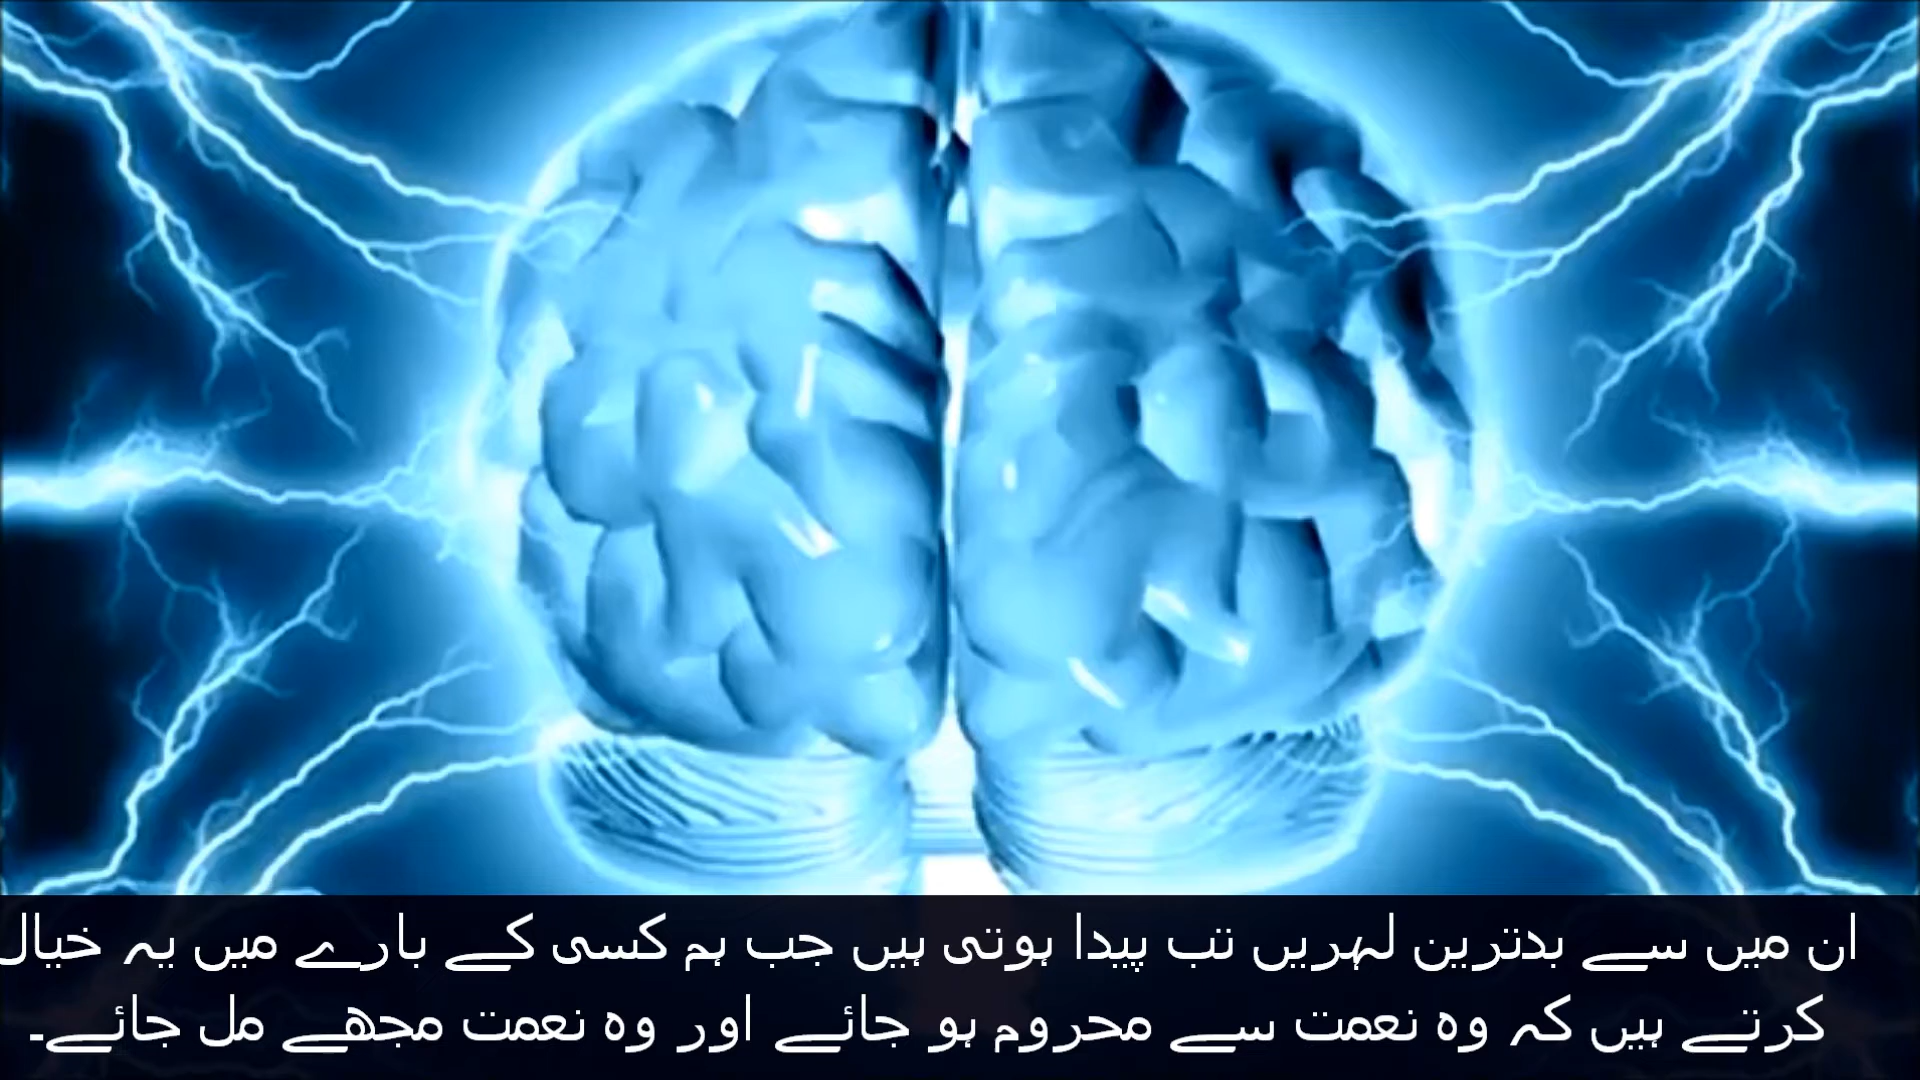 ان میں سے بدترین لہریں تب پیدا ہوتی ہیں جب ہم کسی کے بارے میں یہ خیال
کرتے ہیں کہ وہ نعمت سے محروم ہو جائے اور وہ نعمت مجھے مل جائے۔